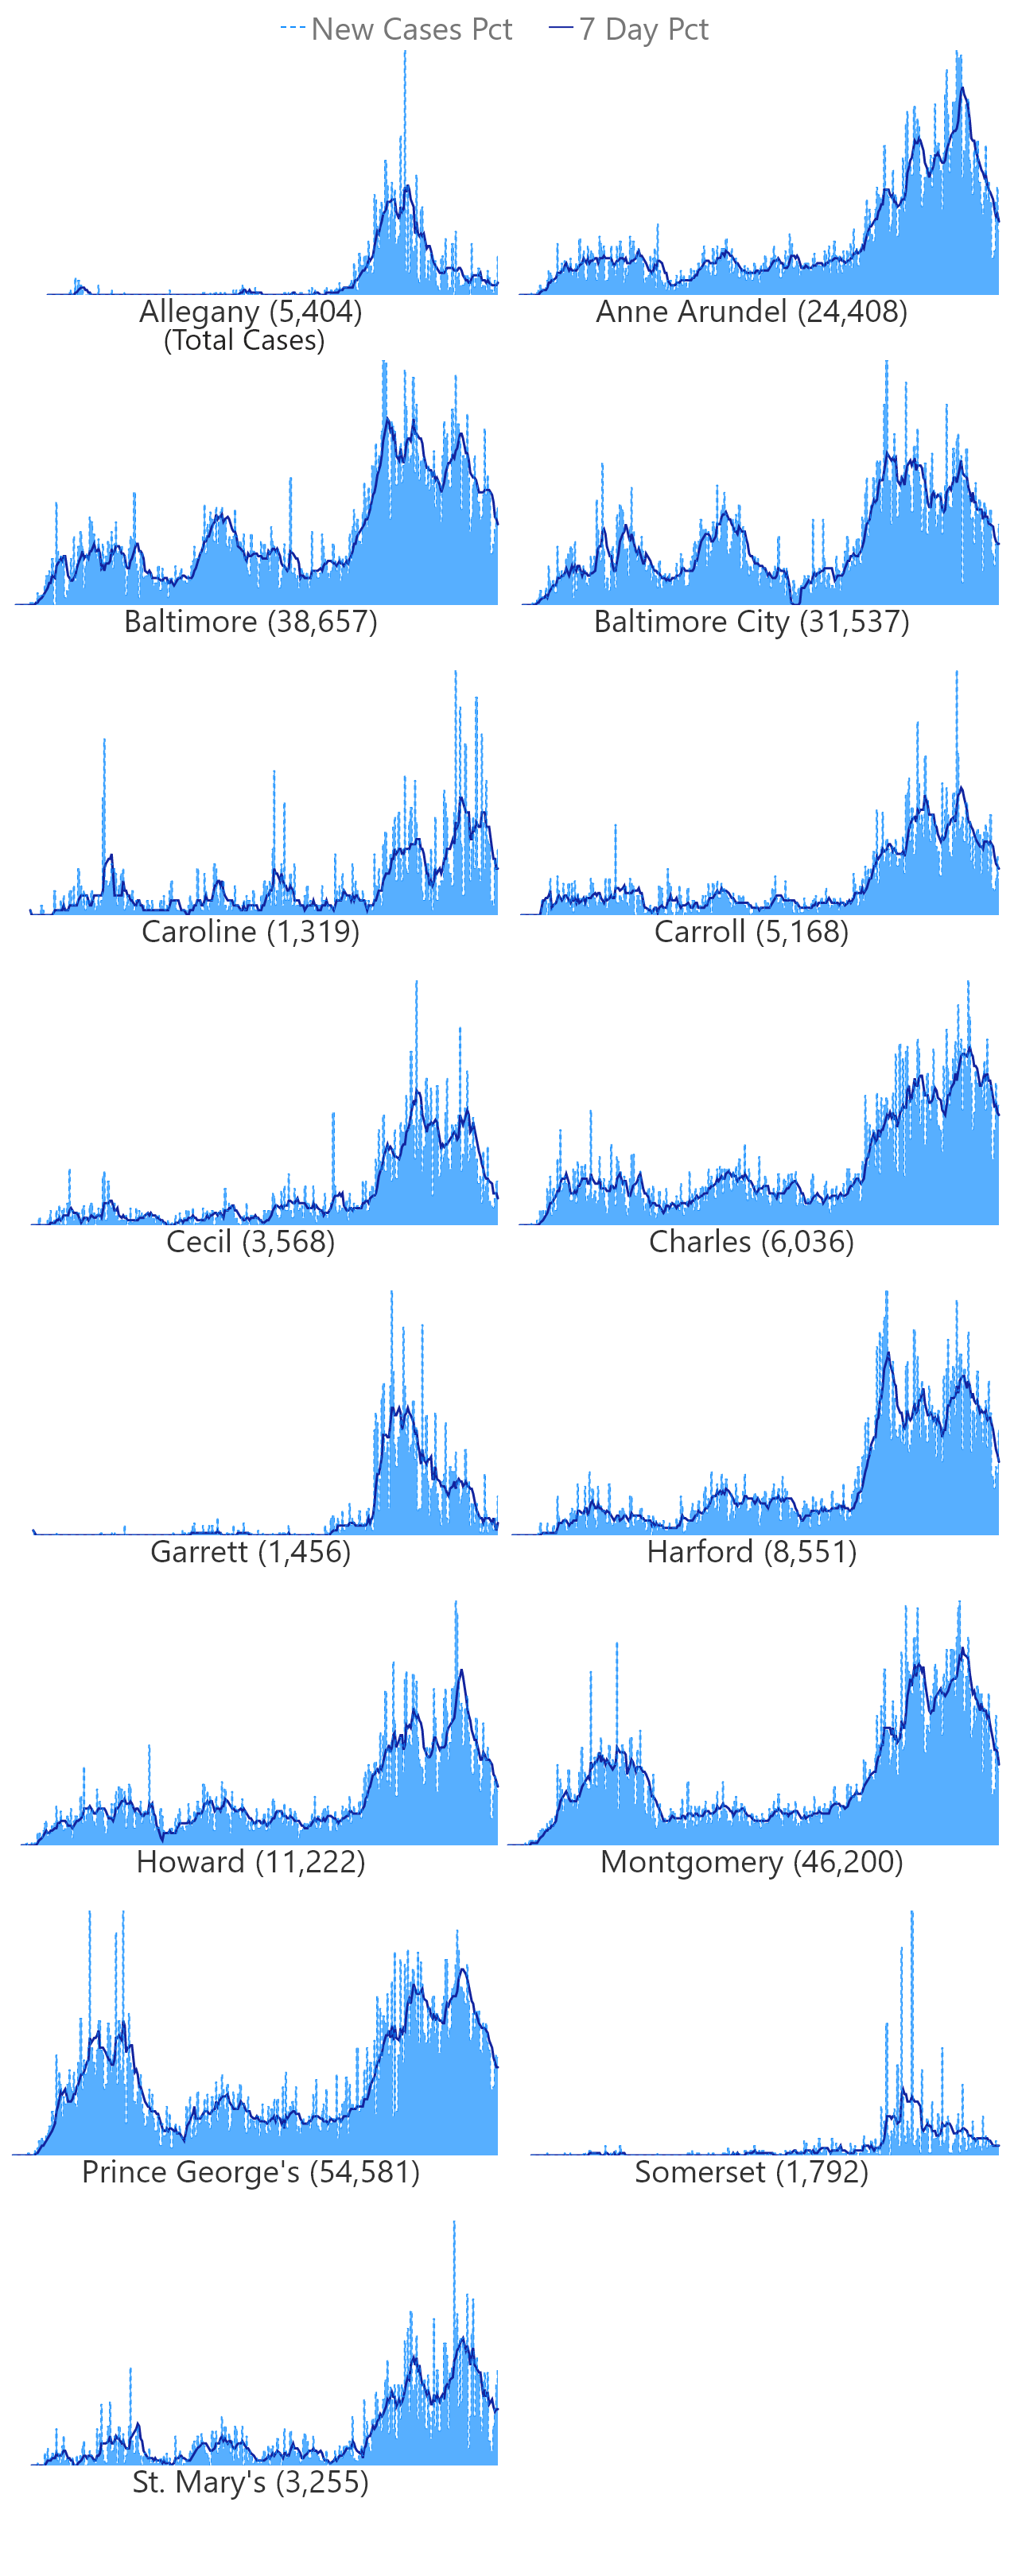 New Cases Pct 7 Day Pct
Allegany (5,404) Anne Arundel (24,408)
(Total Cases)
Baltimore (38,657) Baltimore City (31,537)
Caroline (1,319) Carroll (5,168)
Cecil (3,568) Charles (6,036)
Garrett (1,456) Harford (8,551)
Howard (11,222) Montgomery (46,200)
Prince George's (54,581) Somerset (1,792)
St. Mary's (3,255)